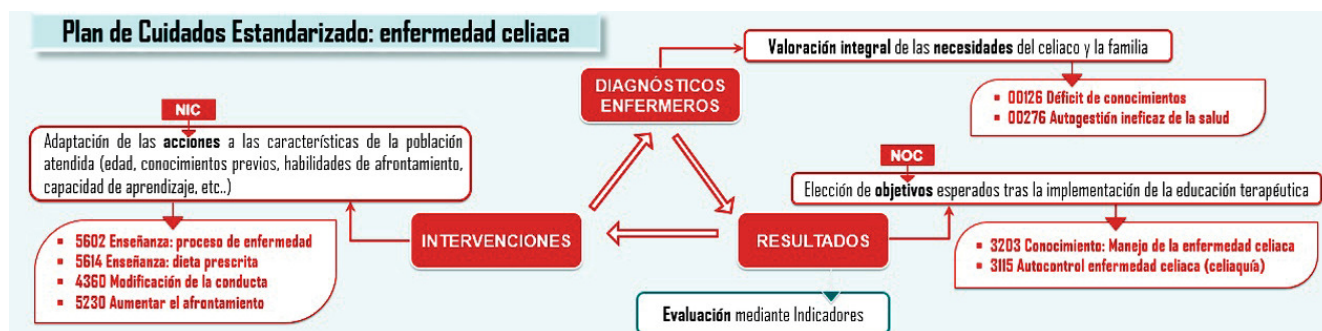 Plan de Cuidados Estandarizado: enfermedad celiaca
Valoración integral de las necesidades del celiaco y la familia
DIAGNÓSTICOS
ENFERMEROS
▪ 00126 Déficit de conocimientos
▪ 00276 Autogestión ineficaz de la salud
NIC
Adaptación de las acciones a las características de la población
atendida (edad, conocimientos previos, habilidades de afrontamiento,
capacidad de aprendizaje, etc..)
NOC
Elección de objetivos esperados tras la implementación de la educación terapéutica
INTERVENCIONES
RESULTADOS
▪ 5602 Enseñanza: proceso de enfermedad
▪ 5614 Enseñanza: dieta prescrita
▪ 4360 Modificación de la conducta
▪ 5230 Aumentar el afrontamiento
▪ 3203 Conocimiento: Manejo de la enfermedad celiaca
▪ 3115 Autocontrol enfermedad celiaca (celiaquía)
Evaluación mediante Indicadores